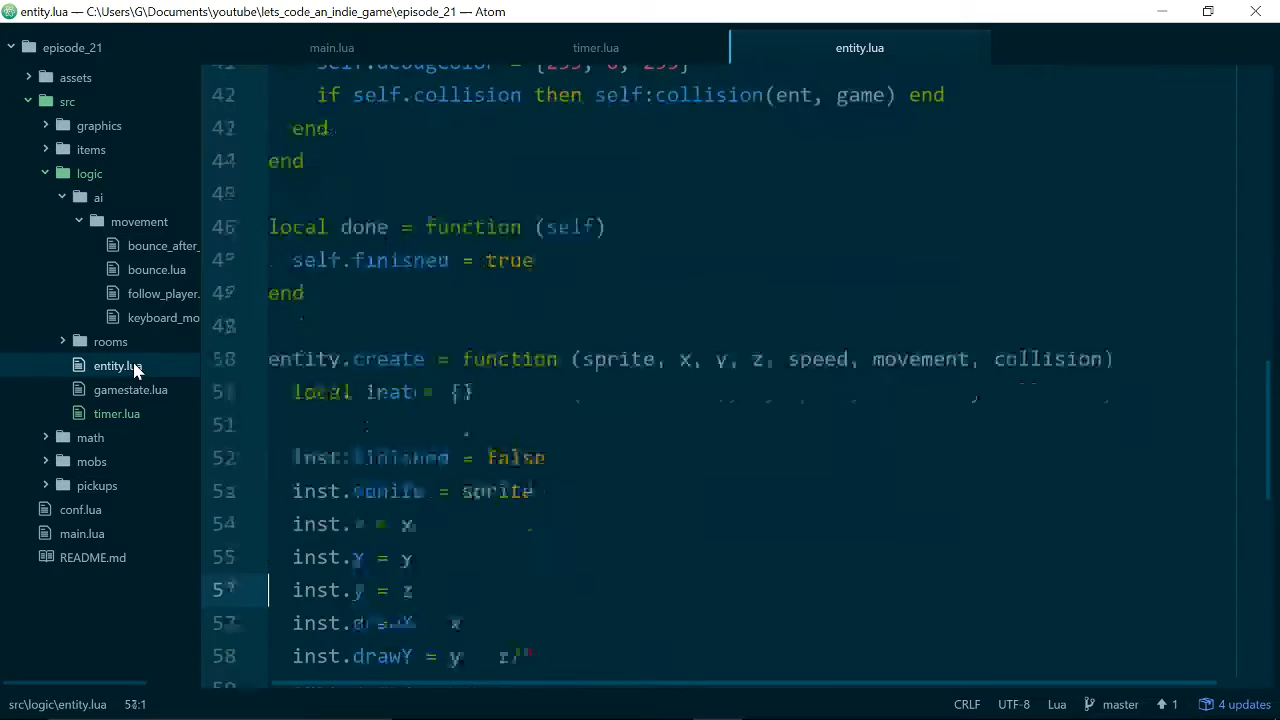 entity.lua — C:\Users\G\Documents\youtube\lets_code_an_indie_game\episode_21 — Atom
episode_21
main.lua
timer.lua
entity.lua
assets
src
graphics
items
logic
ai
movement
bounce_after_
bounce.lua
follow_player.
keyboard_mo
rooms
entity.lua
gamestate.lua
timer.lua
math
mobs
pickups
conf.lua
main.lua
README.md
42 if self.collision then self:collision(ent, game) end
end
end
local done = function (self)
self.finished = true
end
entity.create = function (sprite, x, y, z, speed, movement, collision)
local = {}
51
52 = false
inst. = sprite
54 inst. x
55 inst.y = y
inst.y = z
inst.
58 inst.drawY = y
src\logic\entity.lua
CRLF UTF-8 Lua master 1 4 updates